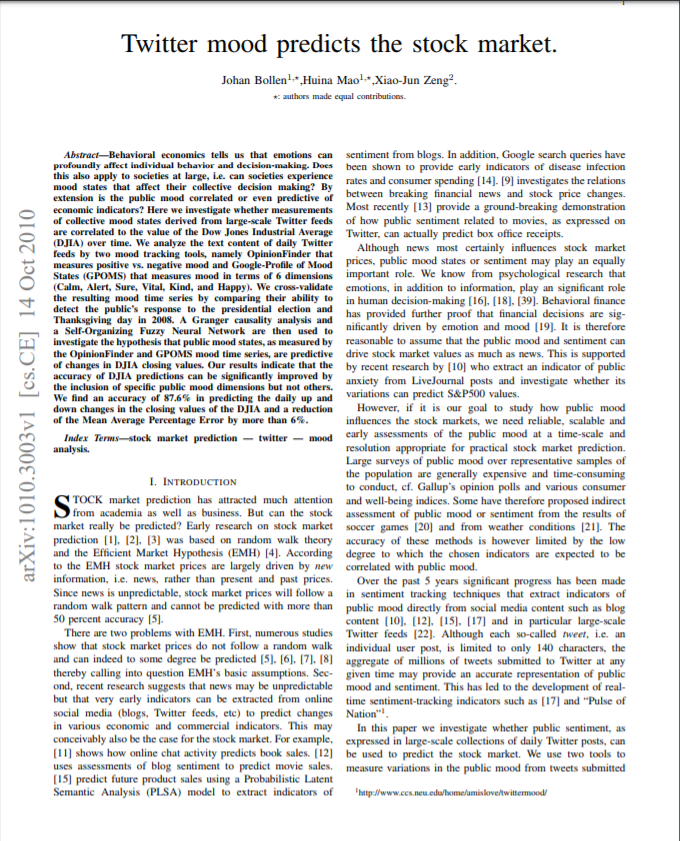 Twitter mood predicts the stock market.
Johan Bollen1,⋆,Huina Mao1,⋆,Xiao-Jun Zeng2.
⋆: authors made equal contributions.
arXiv:1010.3003v1 [cs.CE] 14 Oct 2010
Abstract—Behavioral economics tells us that emotions can
profoundly affect individual behavior and decision-making. Does
this also apply to societies at large, i.e. can societies experience
mood states that affect their collective decision making? By
extension is the public mood correlated or even predictive of
economic indicators? Here we investigate whether measurements
of collective mood states derived from large-scale Twitter feeds
are correlated to the value of the Dow Jones Industrial Average
(DJIA) over time. We analyze the text content of daily Twitter
feeds by two mood tracking tools, namely OpinionFinder that
measures positive vs. negative mood and Google-Profile of Mood
States (GPOMS) that measures mood in terms of 6 dimensions
(Calm, Alert, Sure, Vital, Kind, and Happy). We cross-validate
the resulting mood time series by comparing their ability to
detect the public's response to the presidential election and
Thanksgiving day in 2008. A Granger causality analysis and
a Self-Organizing Fuzzy Neural Network are then used to
investigate the hypothesis that public mood states, as measured by
the OpinionFinder and GPOMS mood time series, are predictive
of changes in DJIA closing values. Our results indicate that the
accuracy of DJIA predictions can be significantly improved by
the inclusion of specific public mood dimensions but not others.
We find an accuracy of 87.6% in predicting the daily up and
down changes in the closing values of the DJIA and a reduction
of the Mean Average Percentage Error by more than 6%.
Index Terms—stock market prediction — twitter — mood
analysis.
I. INTRODUCTION
STOCK market prediction has attracted much attention
from academia as well as business. But can the stock
market really be predicted? Early research on stock market
prediction [1], [2], [3] was based on random walk theory
and the Efficient Market Hypothesis (EMH) [4]. According
to the EMH stock market prices are largely driven by new
information, i.e. news, rather than present and past prices.
Since news is unpredictable, stock market prices will follow a
random walk pattern and cannot be predicted with more than
50 percent accuracy [5].
There are two problems with EMH. First, numerous studies
show that stock market prices do not follow a random walk
and can indeed to some degree be predicted [5], [6], [7], [8]
thereby calling into question EMH's basic assumptions. Sec-
ond, recent research suggests that news may be unpredictable
but that very early indicators can be extracted from online
social media (blogs, Twitter feeds, etc) to predict changes
in various economic and commercial indicators. This may
conceivably also be the case for the stock market. For example,
[11] shows how online chat activity predicts book sales. [12]
uses assessments of blog sentiment to predict movie sales.
[15] predict future product sales using a Probabilistic Latent
Semantic Analysis (PLSA) model to extract indicators of
sentiment from blogs. In addition, Google search queries have
been shown to provide early indicators of disease infection
rates and consumer spending [14]. [9] investigates the relations
between breaking financial news and stock price changes.
Most recently [13] provide a ground-breaking demonstration
of how public sentiment related to movies, as expressed on
Twitter, can actually predict box office receipts.
Although news most certainly influences stock market
prices, public mood states or sentiment may play an equally
important role. We know from psychological research that
emotions, in addition to information, play an significant role
in human decision-making [16], [18], [39]. Behavioral finance
has provided further proof that financial decisions are sig-
nificantly driven by emotion and mood [19]. It is therefore
reasonable to assume that the public mood and sentiment can
drive stock market values as much as news. This is supported
by recent research by [10] who extract an indicator of public
anxiety from LiveJournal posts and investigate whether its
variations can predict S&P500 values.
However, if it is our goal to study how public mood
influences the stock markets, we need reliable, scalable and
early assessments of the public mood at a time-scale and
resolution appropriate for practical stock market prediction.
Large surveys of public mood over representative samples of
the population are generally expensive and time-consuming
to conduct, cf. Gallup's opinion polls and various consumer
and well-being indices. Some have therefore proposed indirect
assessment of public mood or sentiment from the results of
soccer games [20] and from weather conditions [21]. The
accuracy of these methods is however limited by the low
degree to which the chosen indicators are expected to be
correlated with public mood.
Over the past 5 years significant progress has been made
in sentiment tracking techniques that extract indicators of
public mood directly from social media content such as blog
content [10], [12], [15], [17] and in particular large-scale
Twitter feeds [22]. Although each so-called tweet, i.e. an
individual user post, is limited to only 140 characters, the
aggregate of millions of tweets submitted to Twitter at any
given time may provide an accurate representation of public
mood and sentiment. This has led to the development of real-
time sentiment-tracking indicators such as [17] and "Pulse of
Nation"1.
In this paper we investigate whether public sentiment, as
expressed in large-scale collections of daily Twitter posts, can
be used to predict the stock market. We use two tools to
measure variations in the public mood from tweets submitted
1http://www.ccs.neu.edu/home/amislove/twittermood/